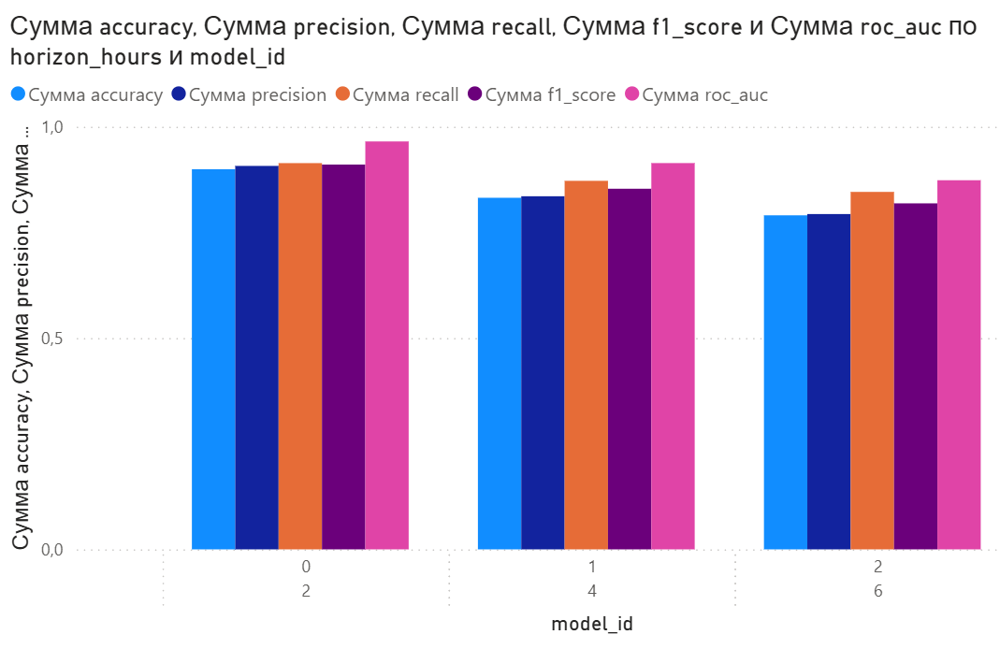 Сумма accuracy, Сумма precision, Сумма recall, Сумма f1_score и Сумма roc_auc по
horizon_hours и model_id
Сумма accuracy Сумма precision Сумма recall Сумма f1_score Сумма roc_auc
Сумма accuracy, Сумма precision, Сумма ...
1,0
0,5
0,0
0 1 2
2 4 6
model_id